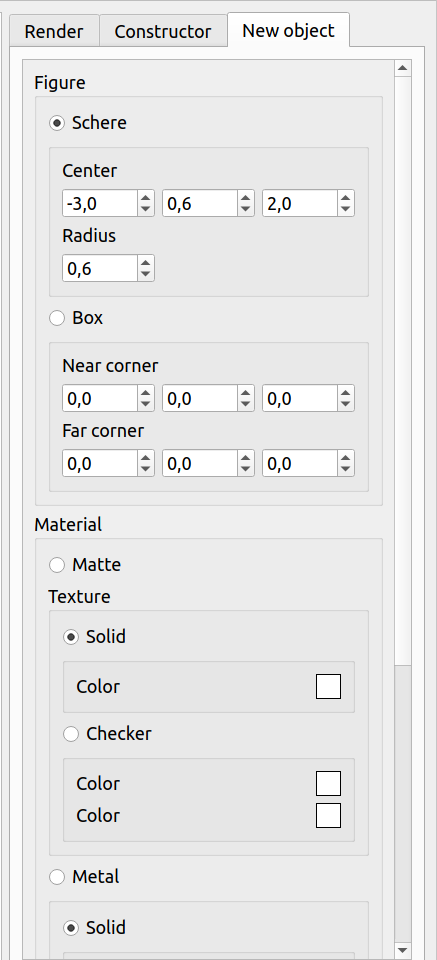 Render Constructor New object
Figure
Schere
Center
-3,0 0,6 2,0
Radius
0,6
Box
Near corner
0,0 0,0 0,0
Far corner
0,0 0,0 0,0
Material
Matte
Texture
Solid
Color
Checker
Color
Color
Metal
Solid